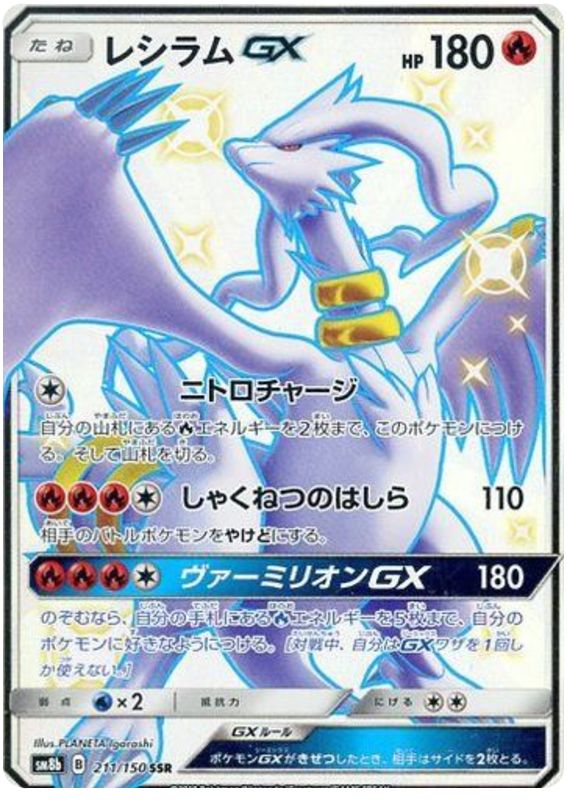 たね レシラムGX HP 180
ニトロチャージ
自分の山札にある エネルギーを2枚まで、このポケモンにつけ
る。そして山札を切る。
しゃくねつのはしら 110
相手のバトルポケモンをやけどにする。
ヴァーミリオンGX 180
のぞむなら、自分の手札にある エネルギーを5枚まで、自分の
ポケモンに好きなようにつける。[対戦中、自分はGXワザを1回し
か使えない。]
弱点 ×2 抵抗力 にげる
Illus. PLANETA Igarashi
GXルール
SM8b B 211/150 SSR
ポケモンGXがきぜつしたとき、相手はサイドを2枚とる。